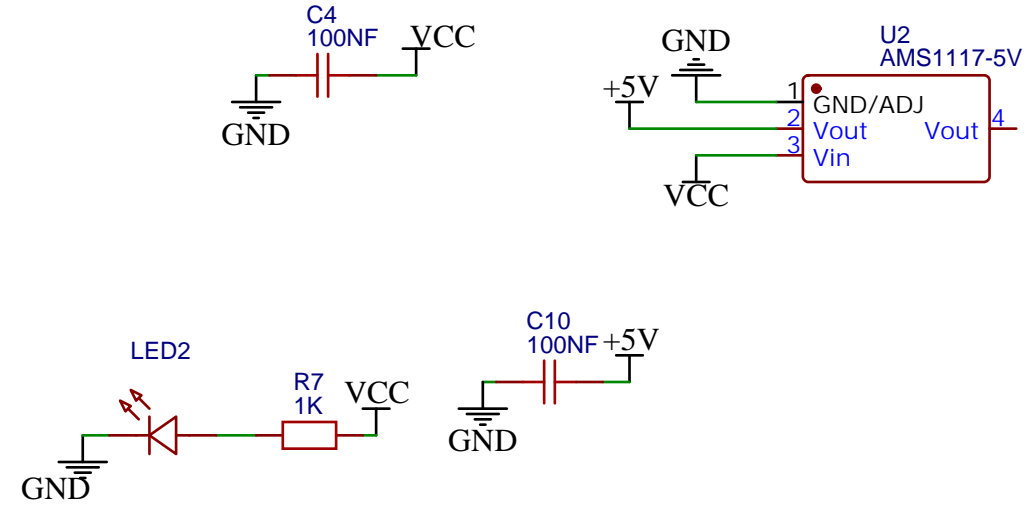 C4
100NF
VCC
GND
GND
+5V
VCC
U2
AMS1117-5V
1
GND/ADJ
2
Vout
Vout
4
3
Vin
LED2
R7
1K
VCC
GND
C10
100NF
+5V
GND